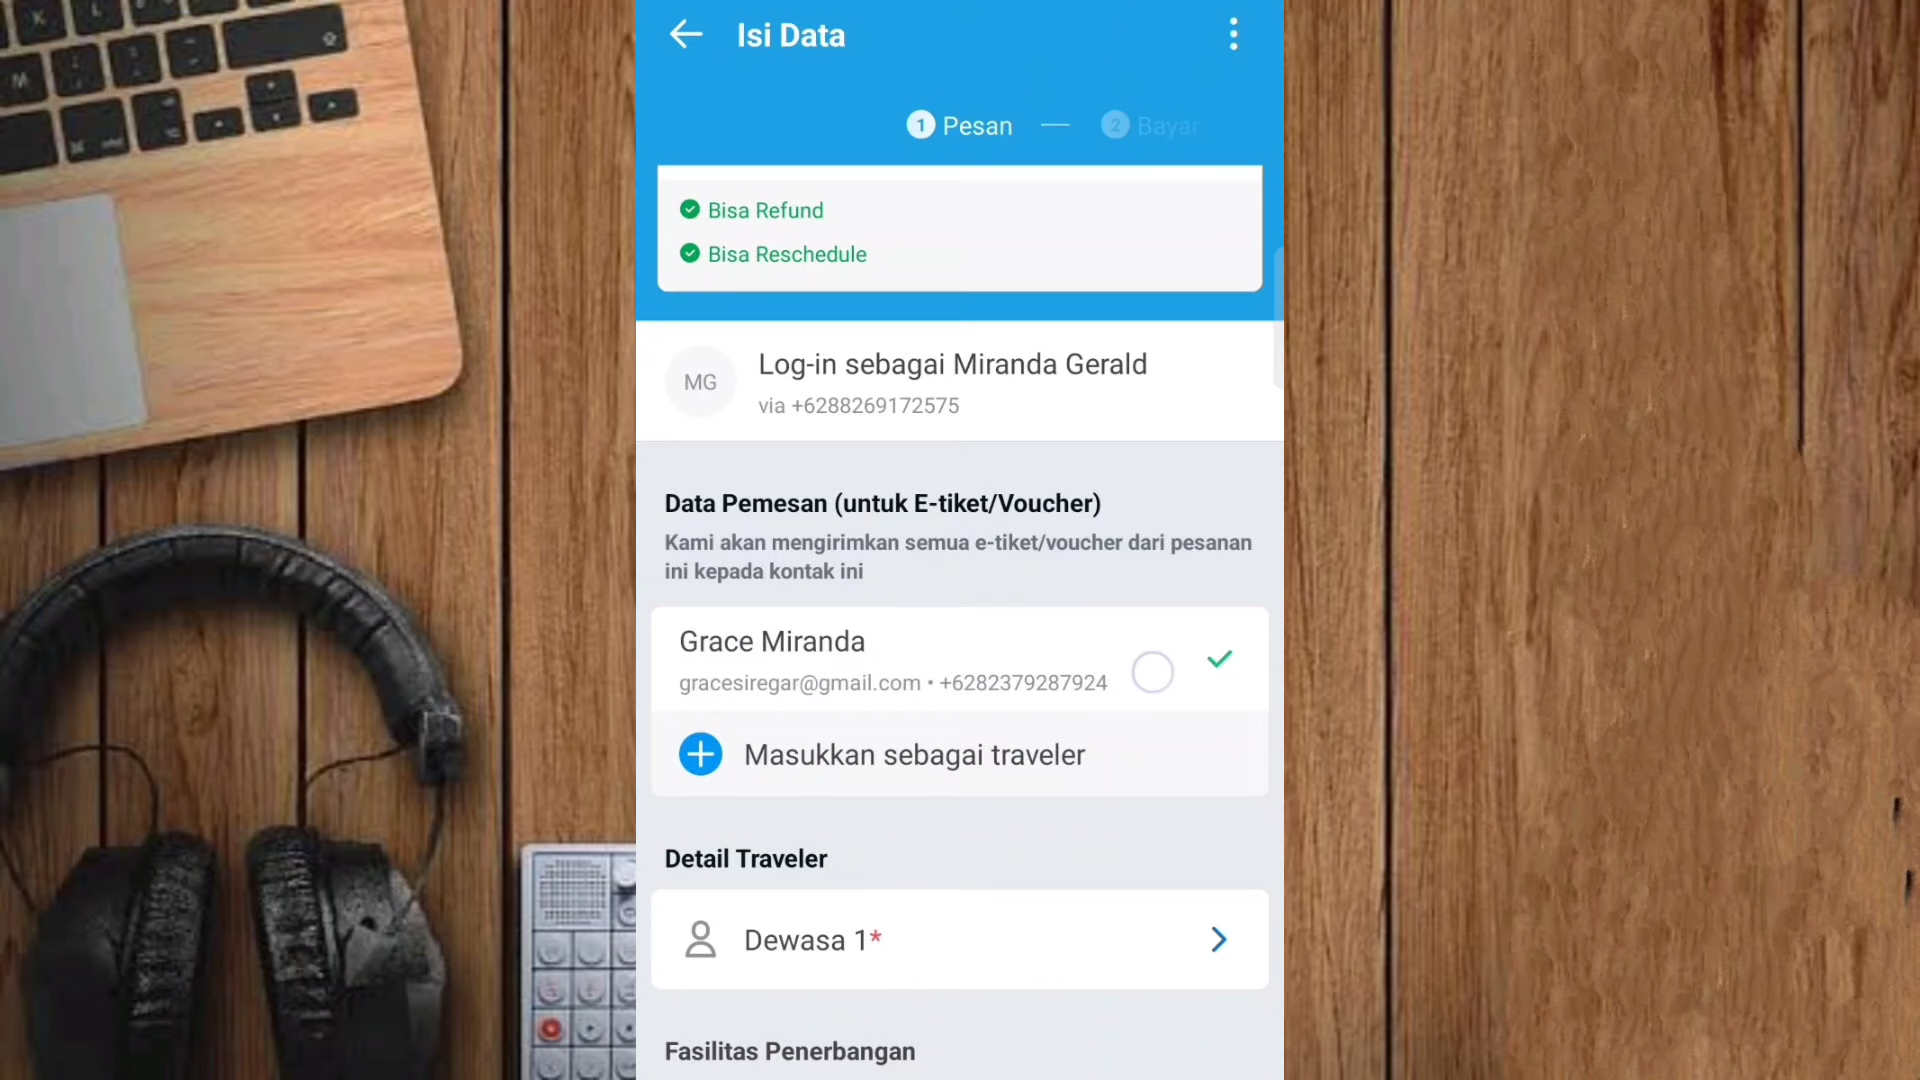 Isi Data
1 Pesan — 2 Bayar
Bisa Refund
Bisa Reschedule
MG
Log-in sebagai Miranda Gerald
via +6288269172575
Data Pemesan (untuk E-tiket/Voucher)
Kami akan mengirimkan semua e-tiket/voucher dari pesanan
ini kepada kontak ini
Grace Miranda
gracesiregar@gmail.com • +6282379287924
Masukkan sebagai traveler
Detail Traveler
Dewasa 1*
Fasilitas Penerbangan
K
L
M